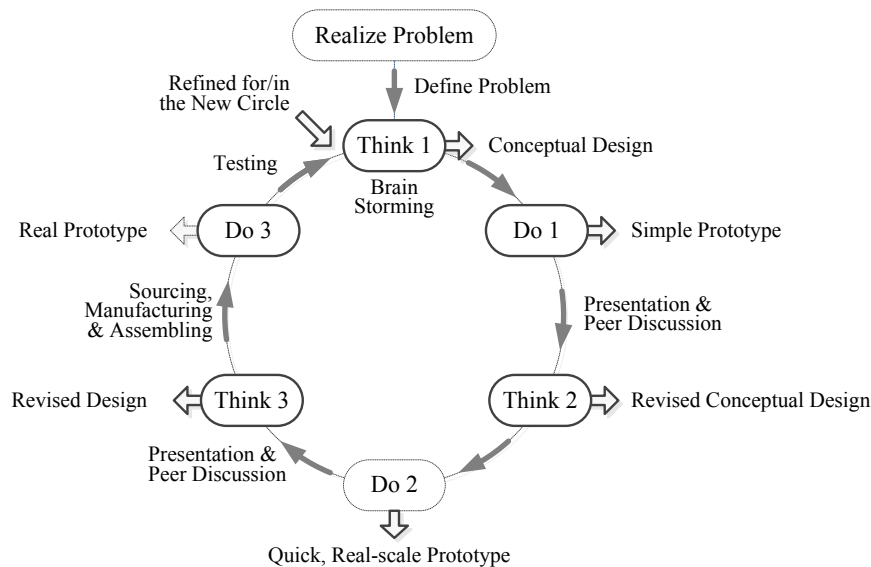 Realize Problem
Define Problem
Refined for/in
the New Circle
Think 1
Conceptual Design
Brain
Storming
Testing
Do 3
Real Prototype
Do 1
Simple Prototype
Presentation &
Peer Discussion
Sourcing,
Manufacturing
& Assembling
Think 3
Revised Design
Think 2
Revised Conceptual Design
Presentation &
Peer Discussion
Do 2
Quick, Real-scale Prototype